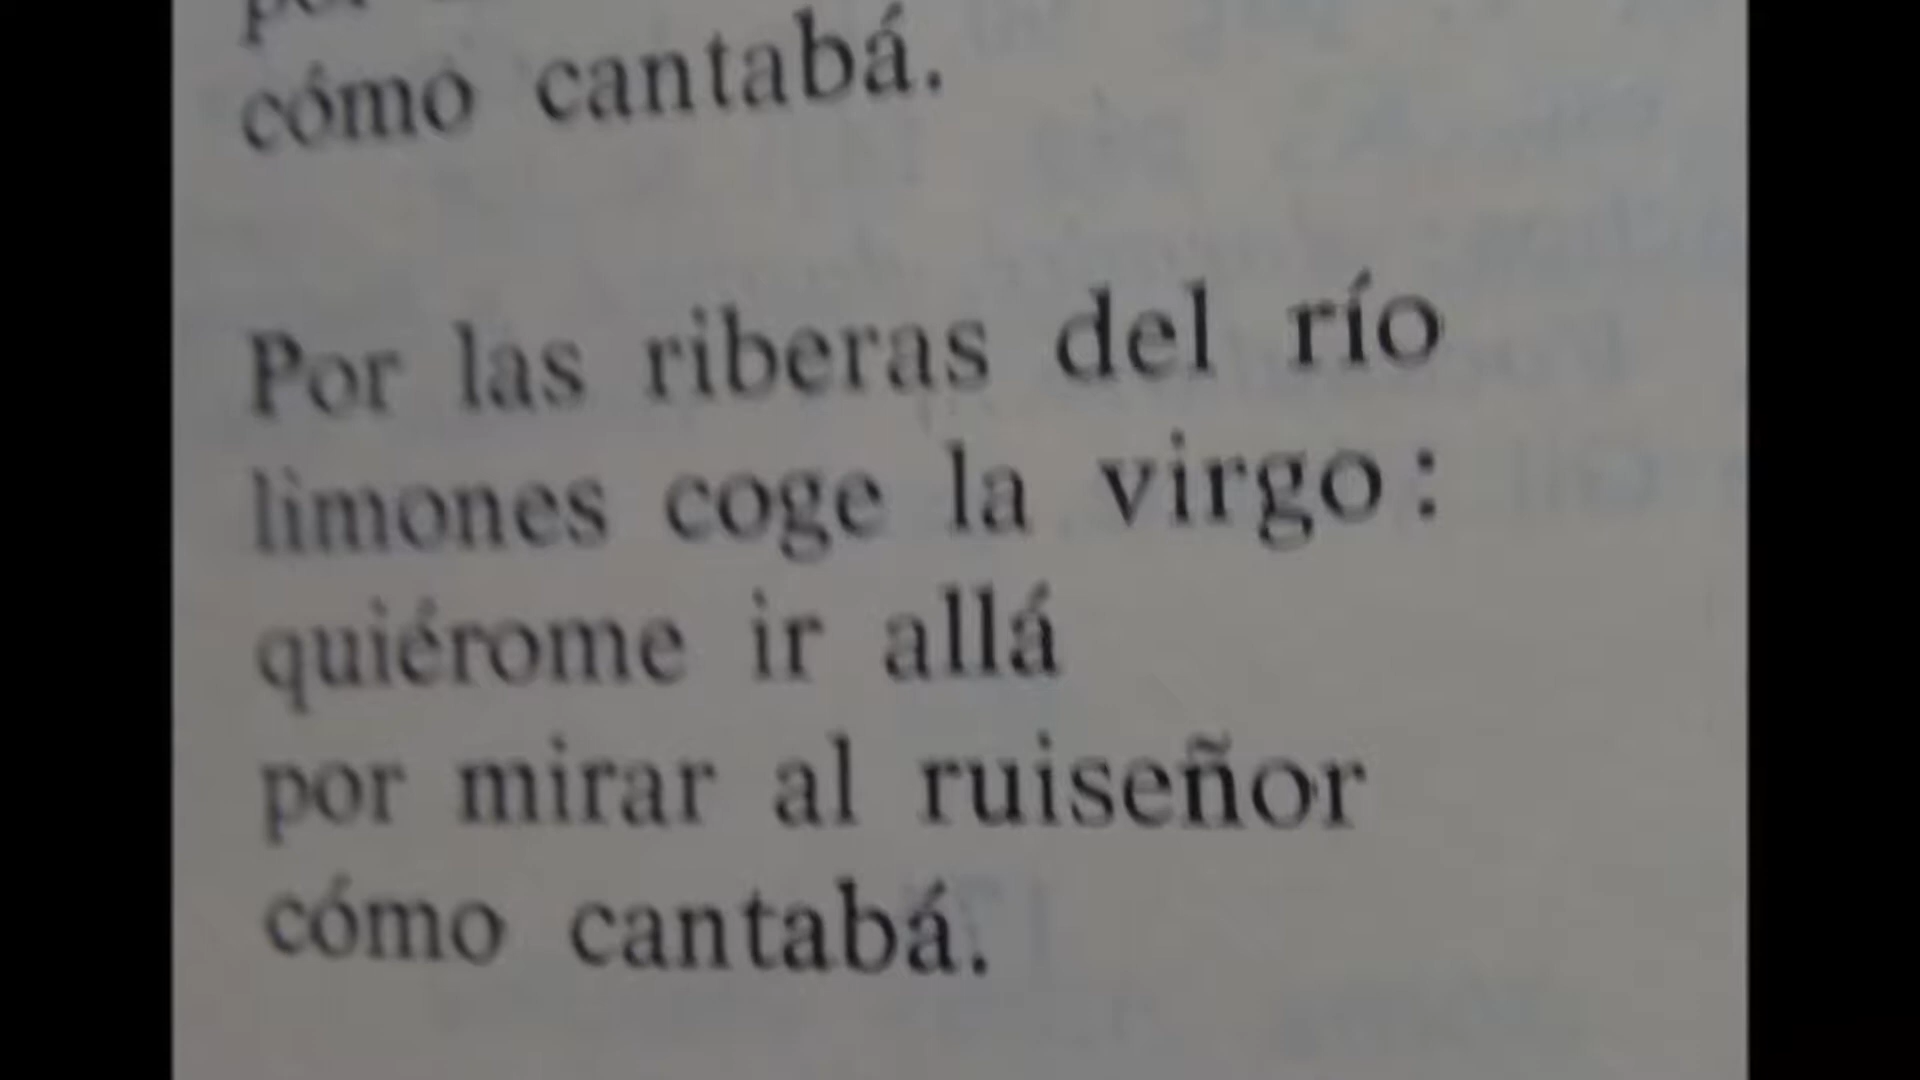 cómo cantabá.
Por las riberas del río
limones coge la virgo:
quiérome ir allá
por mirar al ruiseñor
cómo cantabá.